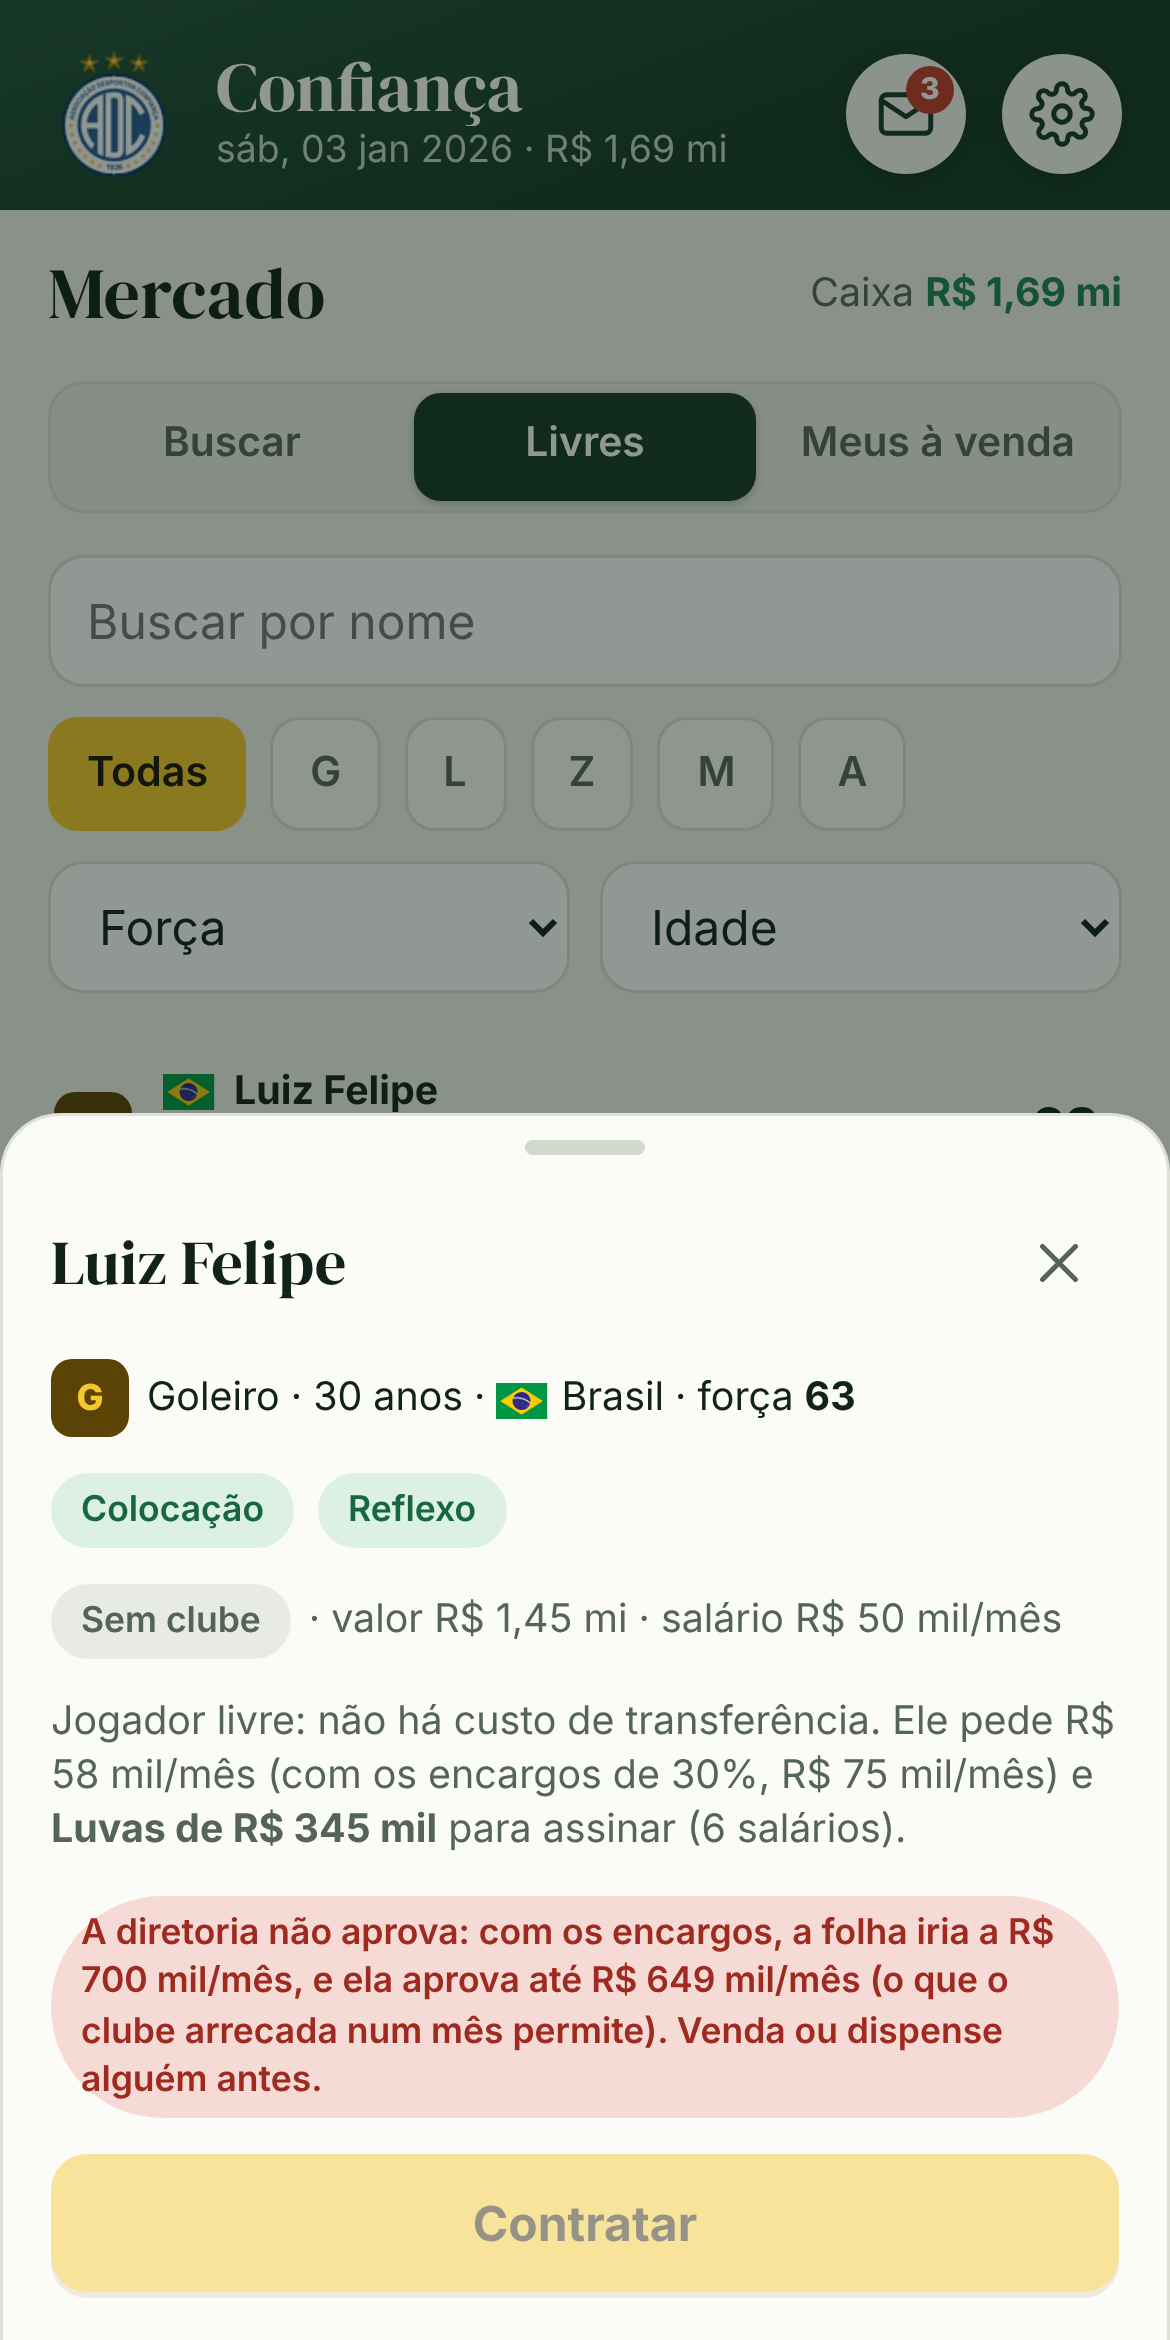 ASSOCIAÇÃO DESPORTIVA CONFIANÇA
ADC
1936
Confiança
sáb, 03 jan 2026 · R$ 1,69 mi
3
Mercado
Caixa R$ 1,69 mi
Buscar
Livres
Meus à venda
Buscar por nome
Todas
G
L
Z
M
A
Força
Idade
Luiz Felipe
Luiz Felipe
G
Goleiro · 30 anos · Brasil · força 63
Colocação
Reflexo
Sem clube · valor R$ 1,45 mi · salário R$ 50 mil/mês
Jogador livre: não há custo de transferência. Ele pede R$
58 mil/mês (com os encargos de 30%, R$ 75 mil/mês) e
Luvas de R$ 345 mil para assinar (6 salários).
A diretoria não aprova: com os encargos, a folha iria a R$
700 mil/mês, e ela aprova até R$ 649 mil/mês (o que o
clube arrecada num mês permite). Venda ou dispense
alguém antes.
Contratar